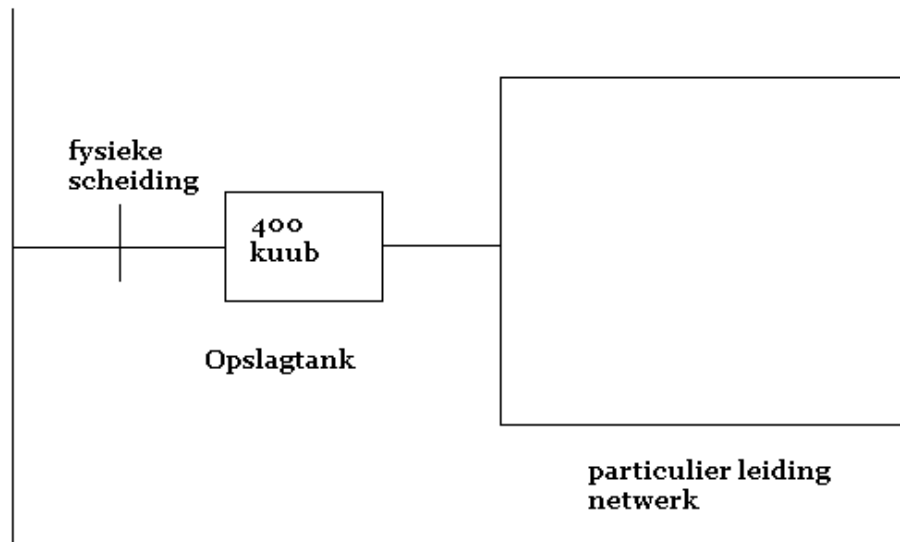 fysieke
scheiding
400
kuub
Opslagtank
particulier leiding
netwerk